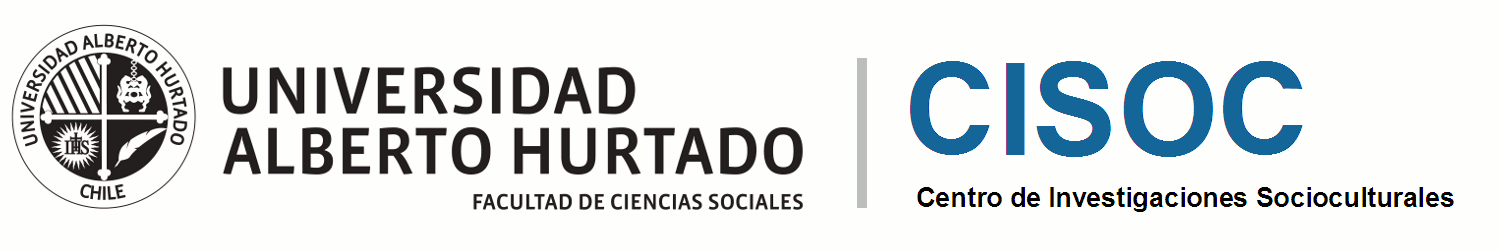 UNIVERSIDAD ALBERTO HURTADO
CHILE
IHS
UNIVERSIDAD
ALBERTO HURTADO
FACULTAD DE CIENCIAS SOCIALES
CISOC
Centro de Investigaciones Socioculturales